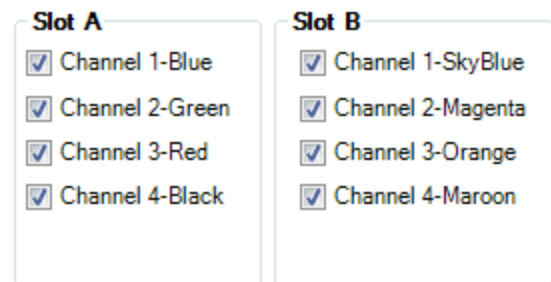 Slot A
Channel 1-Blue
Channel 2-Green
Channel 3-Red
Channel 4-Black
Slot B
Channel 1-SkyBlue
Channel 2-Magenta
Channel 3-Orange
Channel 4-Maroon